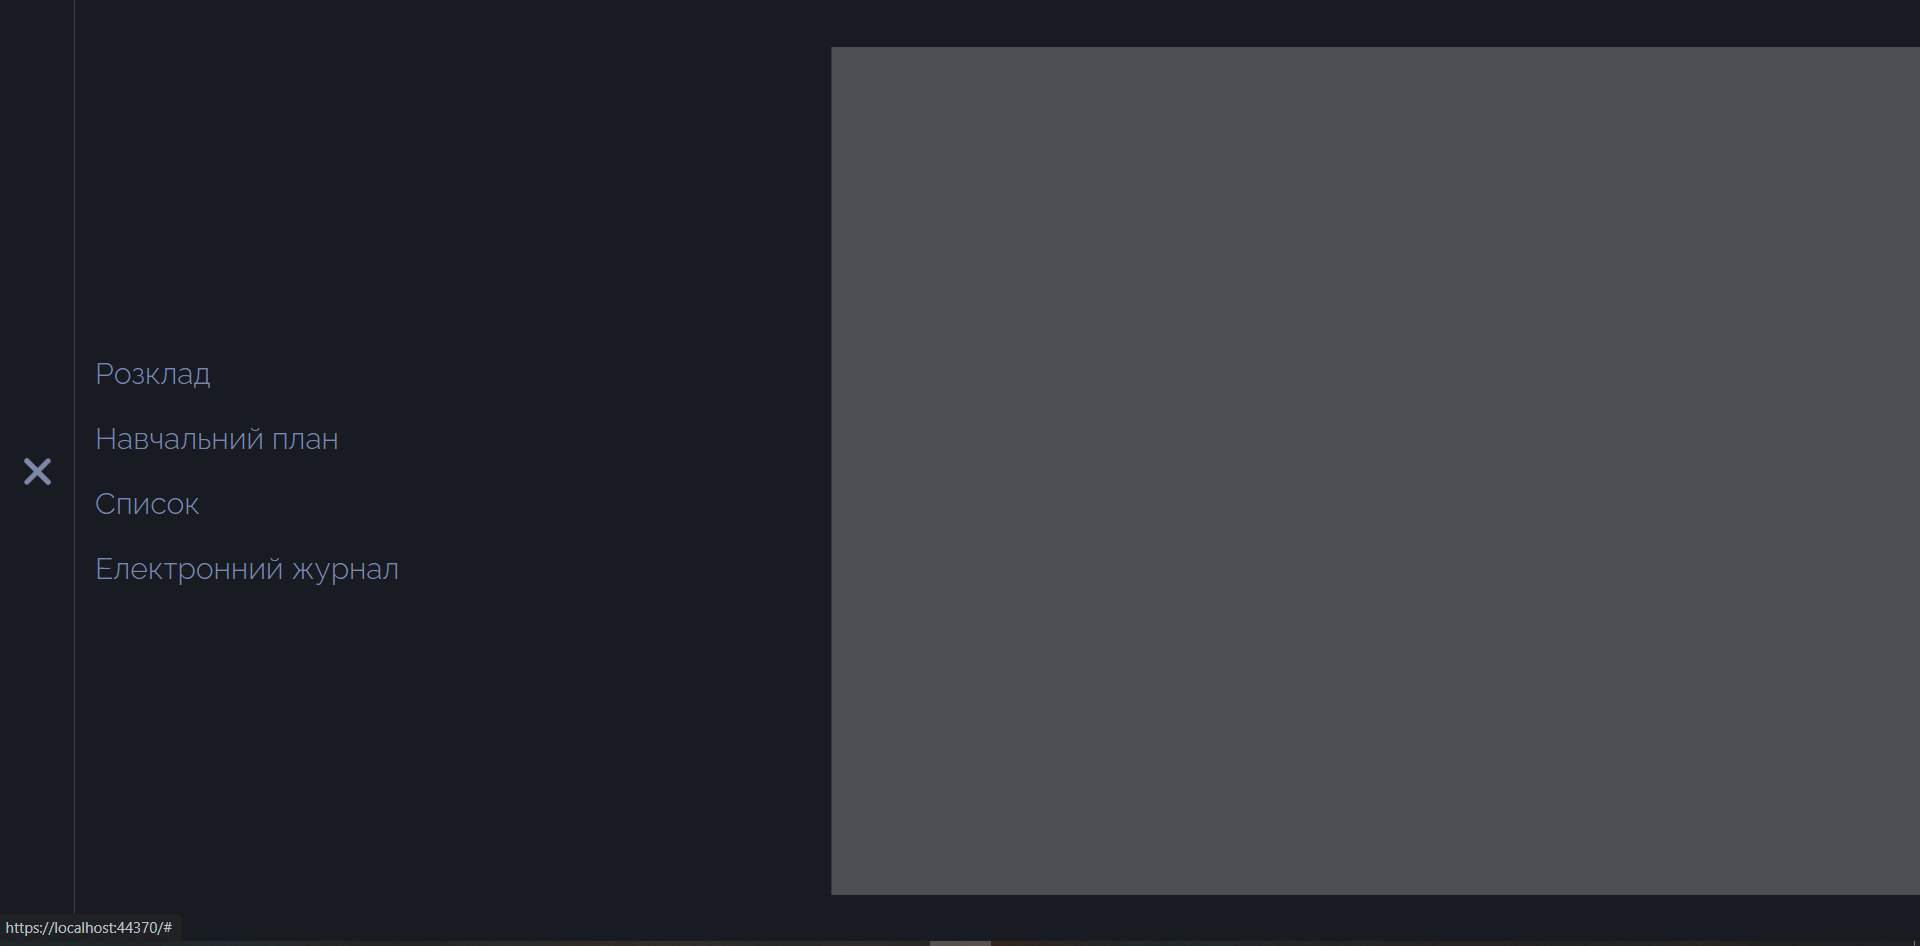 Розклад
Навчальний план
Список
Електронний журнал
https://localhost:44370/#